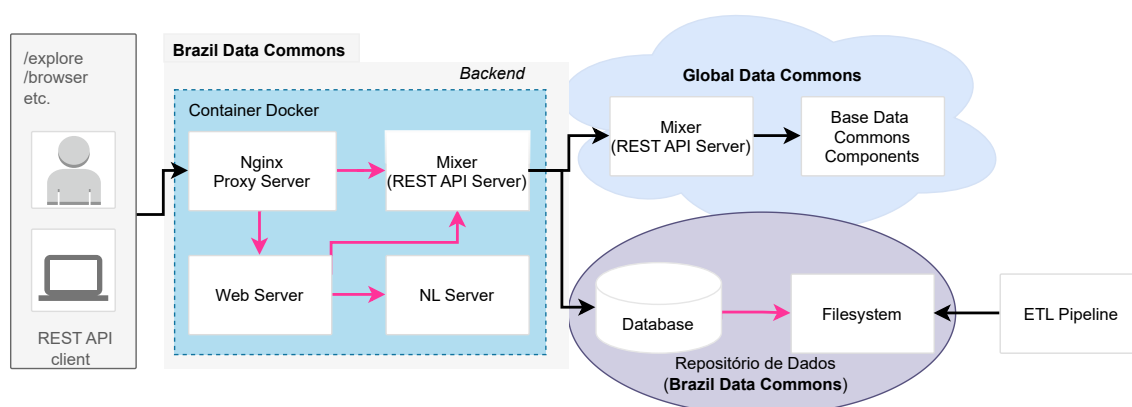 /explore
/browser
etc.
REST API
client
Brazil Data Commons
Backend
Container Docker
Nginx
Proxy Server
Mixer
(REST API Server)
Web Server
NL Server
Global Data Commons
Mixer
(REST API Server)
Base Data
Commons
Components
Database
Filesystem
Repositório de Dados
(Brazil Data Commons)
ETL Pipeline